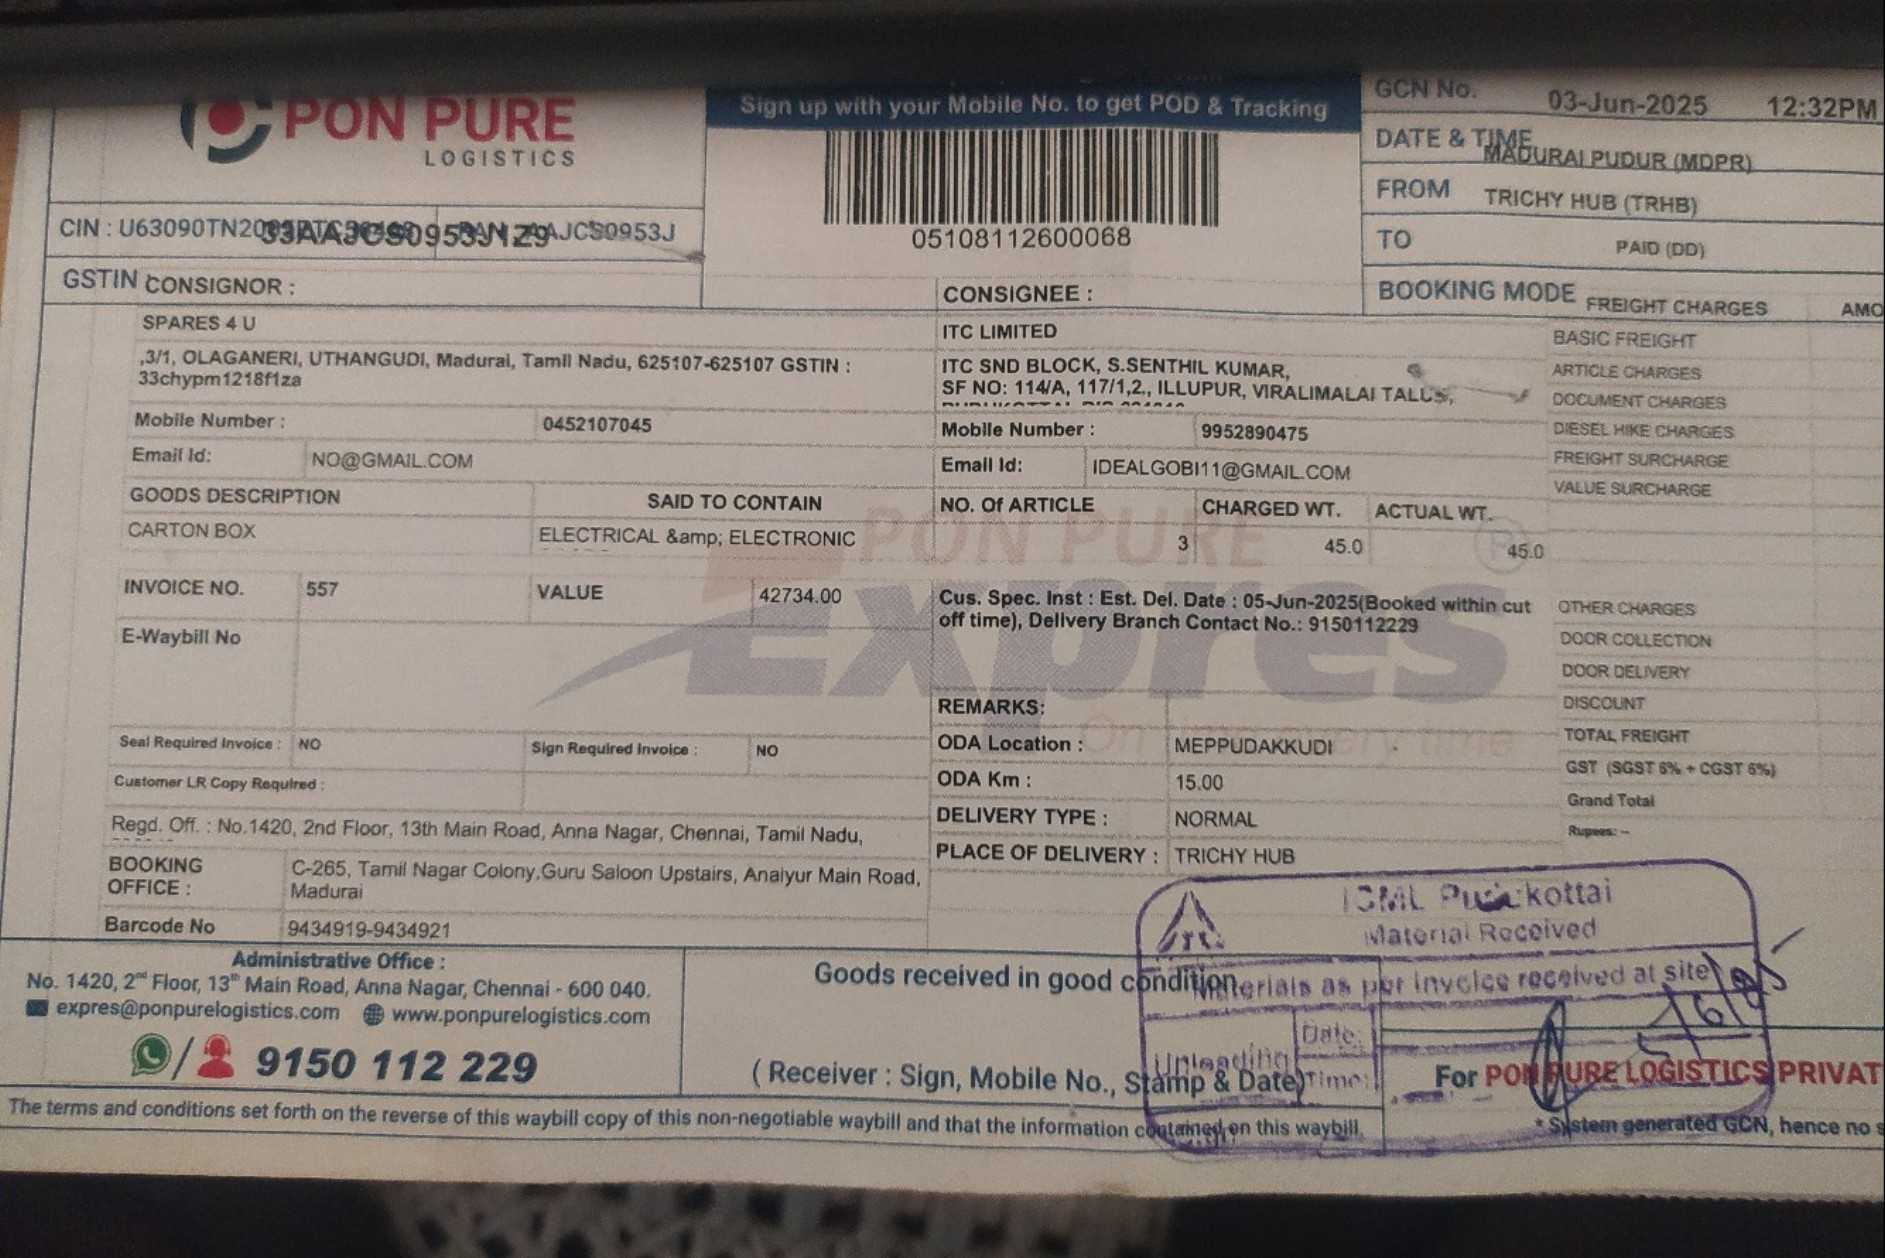 PON PURE
LOGISTICS
Sign up with your Mobile No. to get POD & Tracking
05108112600068
GCN No.
03-Jun-2025 12:32PM
DATE & TIME
MADURAI PUDUR (MDPR)
FROM
TRICHY HUB (TRHB)
TO
PAID (DD)
BOOKING MODE
CIN : U63090TN20
33AAJCS0953J1Z9
AAJCS0953J
GSTIN
CONSIGNOR :
SPARES 4 U
,3/1, OLAGANERI, UTHANGUDI, Madurai, Tamil Nadu, 625107-625107 GSTIN :
33chypm1218f1za
Mobile Number : 0452107045
Email Id: NO@GMAIL.COM
GOODS DESCRIPTION SAID TO CONTAIN
CARTON BOX ELECTRICAL &amp; ELECTRONIC
INVOICE NO. 557 VALUE 42734.00
E-Waybill No
Seal Required Invoice : NO Sign Required Invoice : NO
Customer LR Copy Required :
Regd. Off. : No.1420, 2nd Floor, 13th Main Road, Anna Nagar, Chennai, Tamil Nadu,
BOOKING OFFICE :
C-265, Tamil Nagar Colony,Guru Saloon Upstairs, Anaiyur Main Road,
Madurai
Barcode No 9434919-9434921
CONSIGNEE :
ITC LIMITED
ITC SND BLOCK, S.SENTHIL KUMAR,
SF NO: 114/A, 117/1,2,, ILLUPUR, VIRALIMALAI TALUS,
Mobile Number : 9952890475
Email Id: IDEALGOBI11@GMAIL.COM
NO. Of ARTICLE CHARGED WT. ACTUAL WT.
3 45.0 45.0
PON PURE
Expres
Cus. Spec. Inst : Est. Del. Date : 05-Jun-2025(Booked within cut
off time), Delivery Branch Contact No.: 9150112229
REMARKS:
ODA Location : MEPPUDAKKUDI
ODA Km : 15.00
DELIVERY TYPE : NORMAL
PLACE OF DELIVERY : TRICHY HUB
FREIGHT CHARGES AMO
BASIC FREIGHT
ARTICLE CHARGES
DOCUMENT CHARGES
DIESEL HIKE CHARGES
FREIGHT SURCHARGE
VALUE SURCHARGE
OTHER CHARGES
DOOR COLLECTION
DOOR DELIVERY
DISCOUNT
TOTAL FREIGHT
GST (SGST 6% + CGST 6%)
Grand Total
Rupees: --
Administrative Office :
No. 1420, 2nd Floor, 13th Main Road, Anna Nagar, Chennai - 600 040.
expres@ponpurelogistics.com www.ponpurelogistics.com
9150 112 229
Goods received in good condition
( Receiver : Sign, Mobile No., Stamp & Date)
Material Received
Materials as per invoice received at site
Unloading
Date:
Time:
For PON PURE LOGISTICS PRIVAT
* System generated GCN, hence no s
The terms and conditions set forth on the reverse of this waybill copy of this non-negotiable waybill and that the information contained on this waybill,